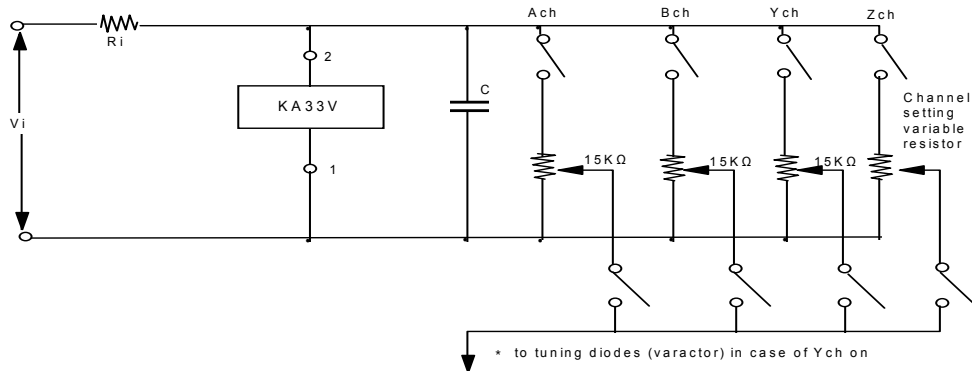 Ach
Bch
Ych
Zch
Ri
2
KA33V
C
Channel
setting
variable
resistor
Vi
1
15KΩ
15KΩ
15KΩ
* to tuning diodes (varactor) in case of Ych on